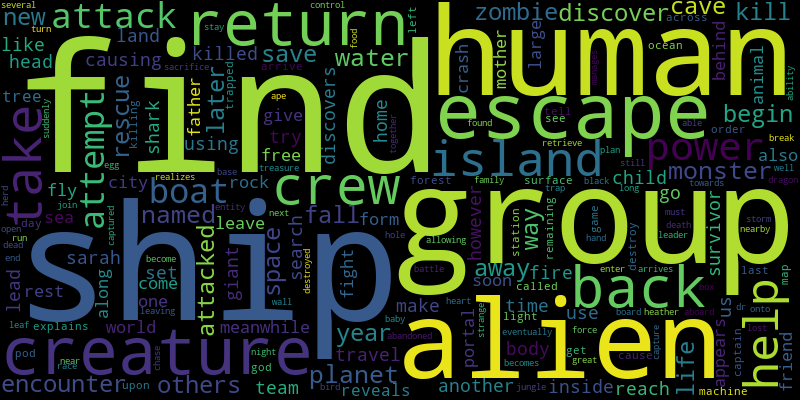 several
turn
new
attack
return
control
stay
left
zombie
discover
cave
across
kill
like
land
head
causing
killed
save
food
water
find
human
mother
larger
behind
ocean
tree
rescue
killing
later
father
arrive
trapped
sacrifice
ape
discovers
home
together
manages
crash
animal
ability
suddenly
take
attempt
shark
using
give
try
free
tell
see
found
escape
able
order
begin
retrieve
plan
still
island
power
also
break
egg
realizes
base
treasure
fly
city
boat
rock
crew
forest
family
surface
trap
black
long
monster
child
go
towards
well
dragon
herd
join
sea
day
open
run
dead
end
captured
named
leave
entity
next
fall
form
search
hole
group
however
station
way
remaining
game
hand
must
death
leader
survivor
storm
nearby
ship
sarah
set
come
become
leaving
one
along
lead
rest
attacked
giant
space
destroyed
wall
fight
allowing
battle
away
soon
called
fire
destroy
enter
arrives
back
last
map
box
leaf
explains
world
meanwhile
year
make
heart
light
strange
time
eventually
use
board
heather
aboard
us
dr
onto
abandoned
alien
portal
body
becomes
force
get
great
cause
capture
life
appears
captain
lost
help
friend
creature
pod
near
race
chase
night
god
baby
planet
travel
encounter
upon
others
team
bird
reveals
another
jungle
inside
reach
machine